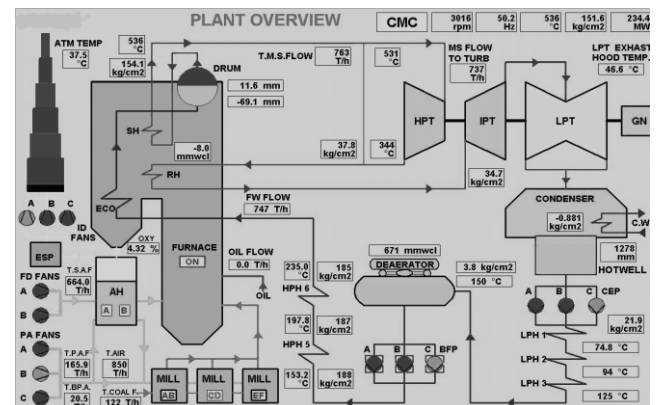 PLANT OVERVIEW
CMC
3016 rpm
50.2 Hz
536 °C
151.6 kg/cm2
234.4 MW
ATM TEMP
37.5 °C
536 °C
154.1 kg/cm2
DRUM
11.6 mm
-69.1 mm
T.M.S.FLOW
763 T/h
531 °C
MS FLOW
TO TURB
737 T/h
LPT EXHAST
HOOD TEMP.
46.6 °C
HPT
IPT
LPT
GN
SH
-8.0 mmwcl
RH
37.8 kg/cm2
344 °C
34.7 kg/cm2
ECO
FW FLOW
747 T/h
CONDENSER
-0.881 kg/cm2
C.W
1278 mm
HOTWELL
A B C
ID FANS
OXY
4.32 %
FURNACE
ON
OIL FLOW
0.0 T/h
OIL
ESP
T.S.A.F
664.0 T/h
FD FANS
A
B
AH
A B
671 mmwcl
DEAERATOR
3.8 kg/cm2
150 °C
235.0 °C
185 kg/cm2
HPH 6
197.8 °C
187 kg/cm2
HPH 5
153.2 °C
188 kg/cm2
A B C
BFP
A B C
CEP
21.9 kg/cm2
LPH 1
74.8 °C
LPH 2
94 °C
LPH 3
125 °C
PA FANS
A
B
C
T.P.A.F
165.9 T/h
T.AIR
850 T/h
T.BP.A.
20.5
T.COAL F.
122 T/h
MILL AB
MILL CD
MILL EF